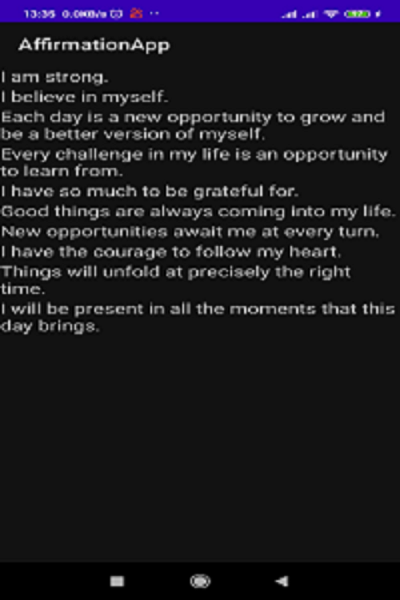 13:35 0.0KB/s
AffirmationApp
I am strong.
I believe in myself.
Each day is a new opportunity to grow and
be a better version of myself.
Every challenge in my life is an opportunity
to learn from.
I have so much to be grateful for.
Good things are always coming into my life.
New opportunities await me at every turn.
I have the courage to follow my heart.
Things will unfold at precisely the right
time.
I will be present in all the moments that this
day brings.